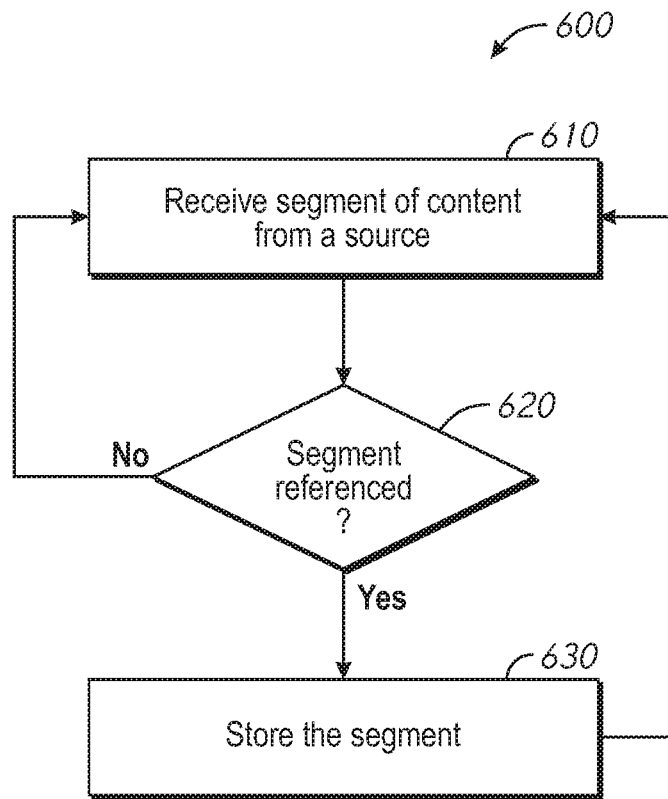 600
610
Receive segment of content
from a source
620
No
Segment
referenced
?
Yes
630
Store the segment